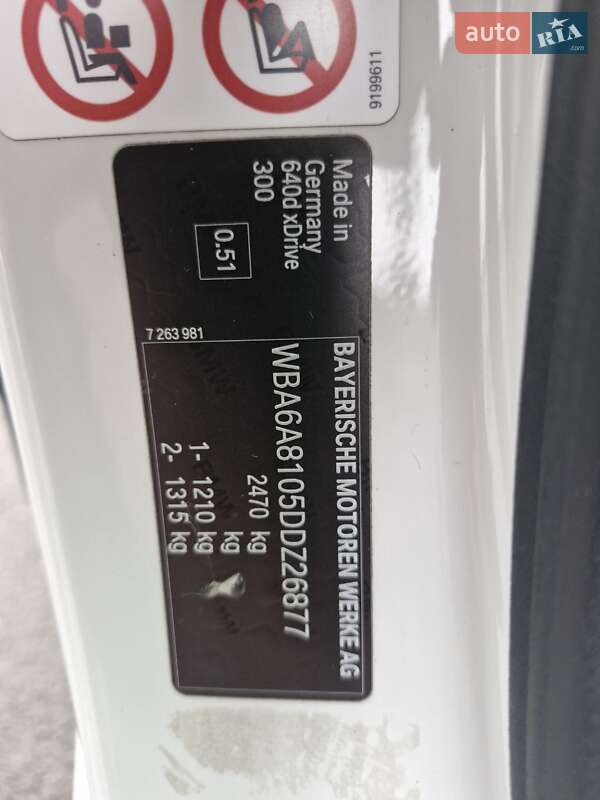 auto RIA
.com
9199611
Made in
Germany
640d xDrive
300
0.51
7 263 981
BAYERISCHE MOTOREN WERKE AG
WBA6A8105DDZ26877
2470 kg
1- 1210 kg
2- 1315 kg